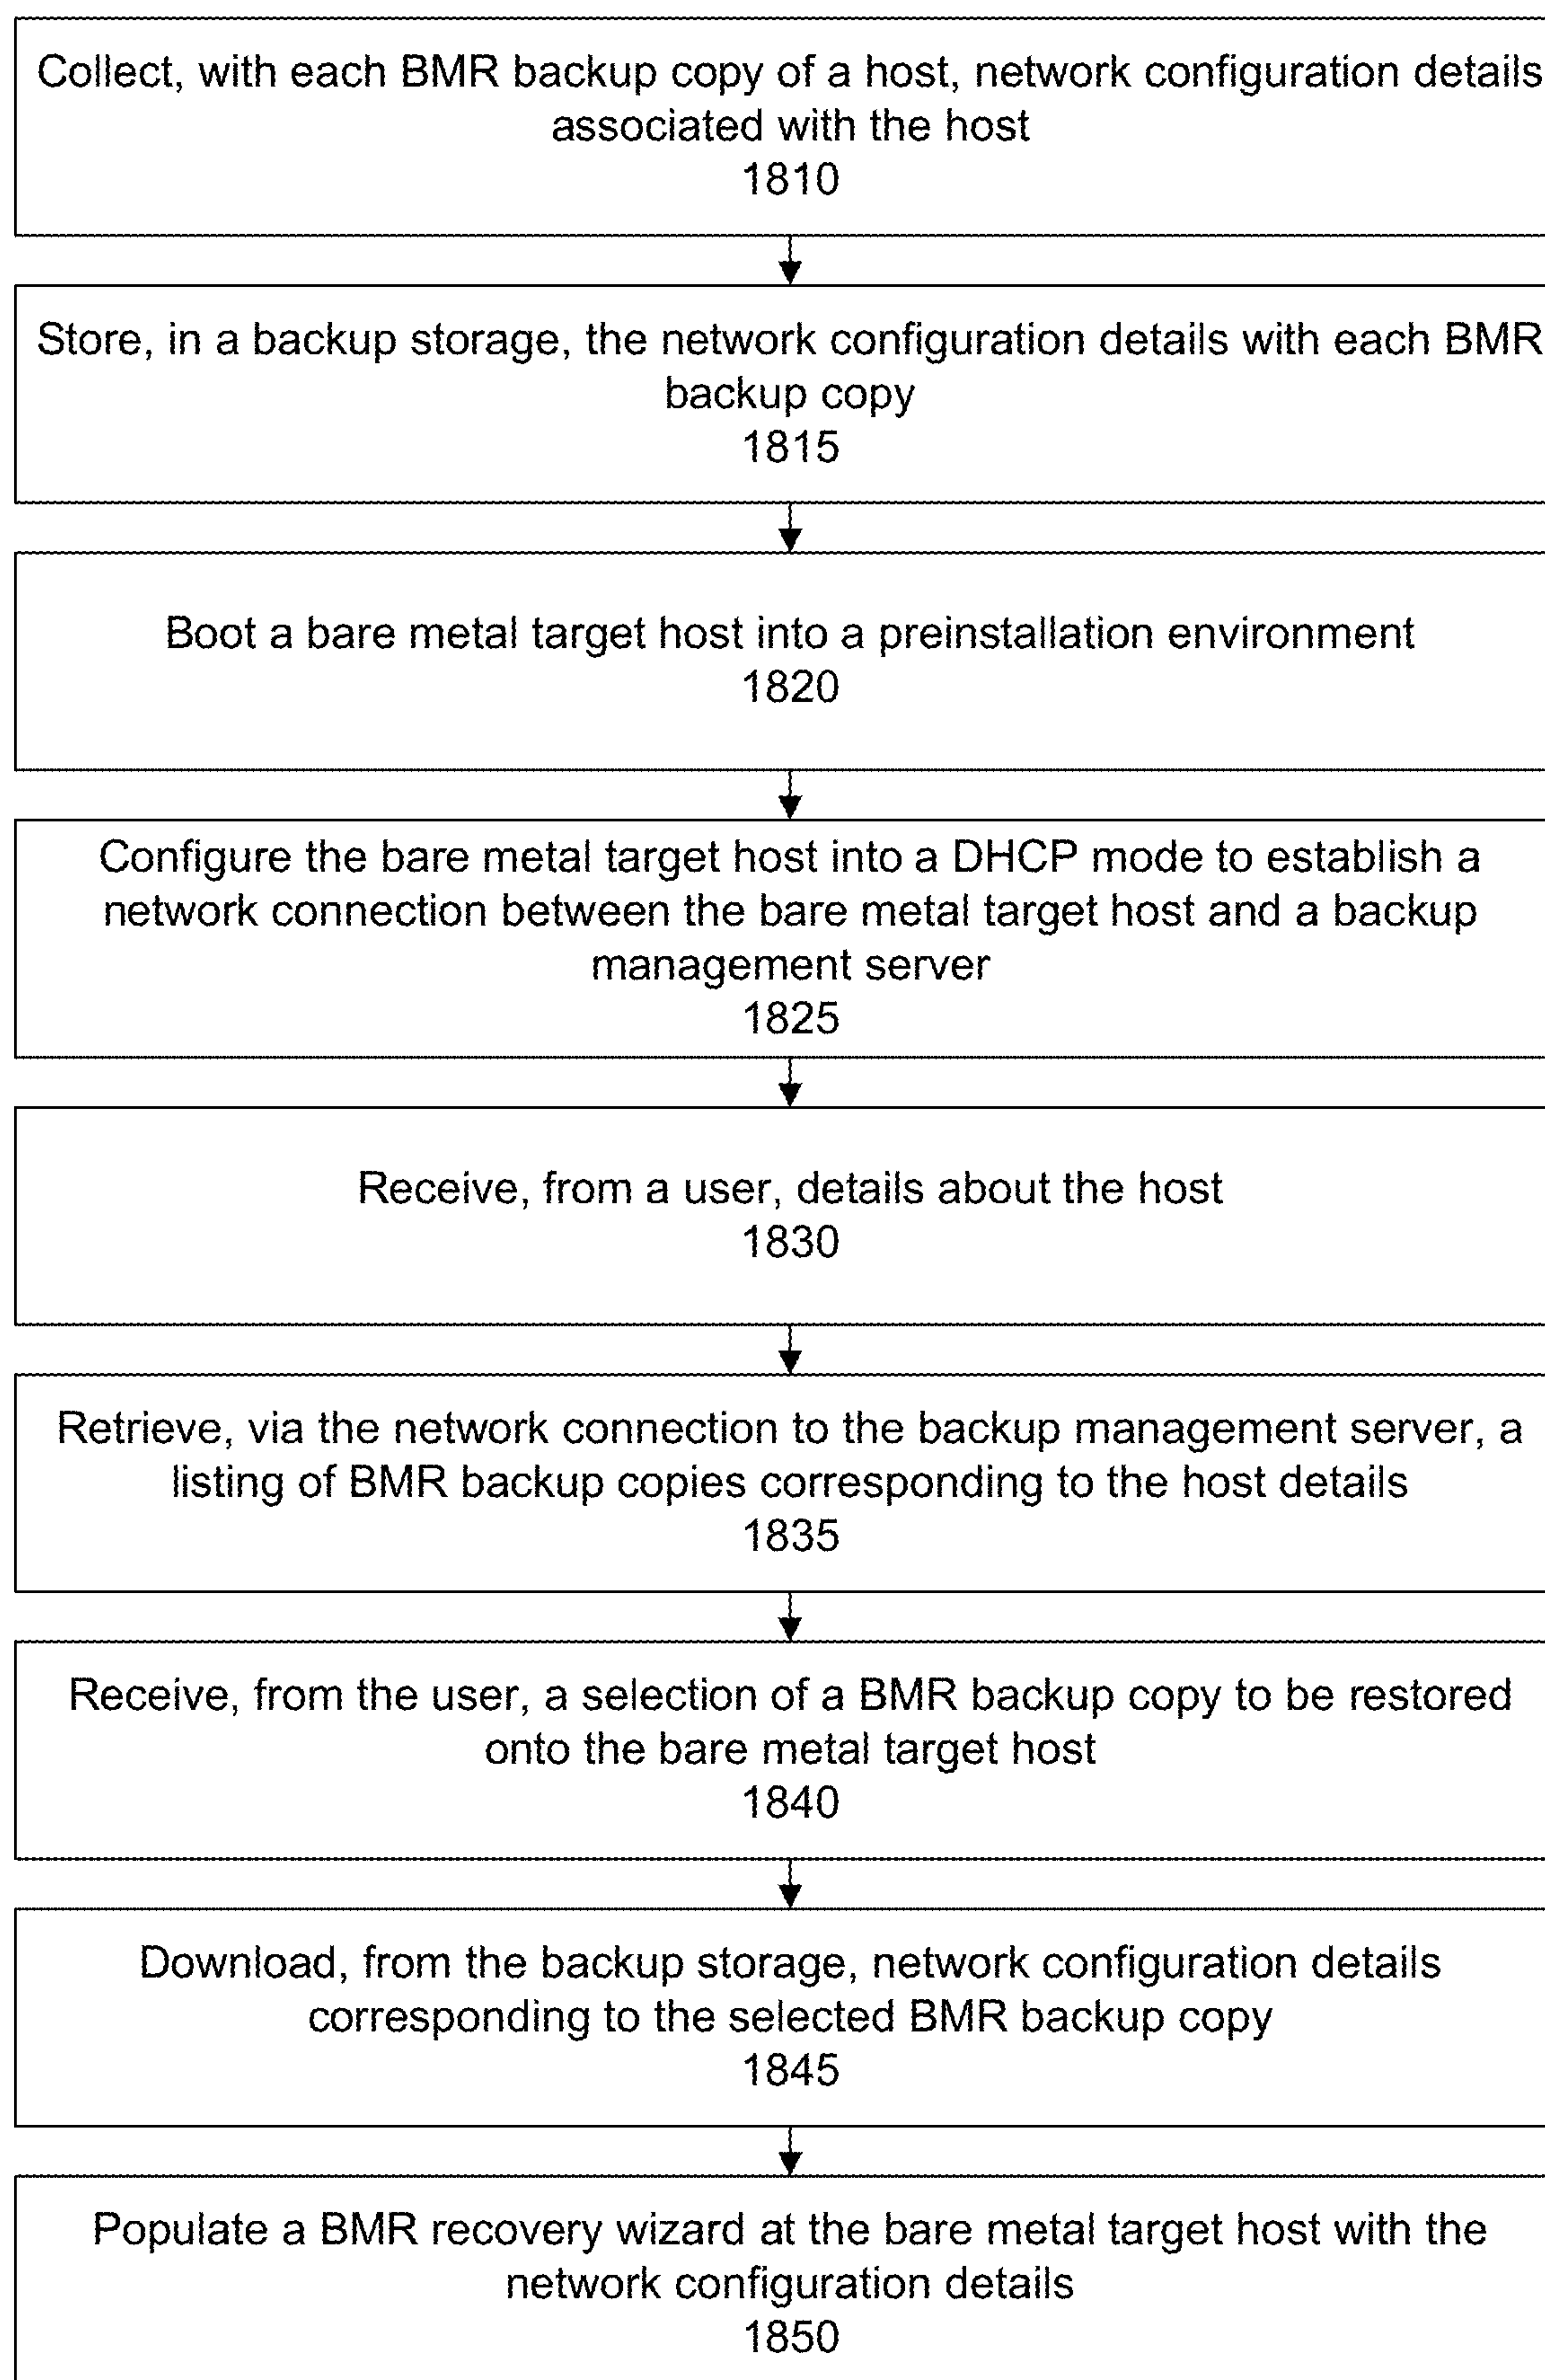 Collect, with each BMR backup copy of a host, network configuration details
associated with the host
1810
Store, in a backup storage, the network configuration details with each BMR
backup copy
1815
Boot a bare metal target host into a preinstallation environment
1820
Configure the bare metal target host into a DHCP mode to establish a
network connection between the bare metal target host and a backup
management server
1825
Receive, from a user, details about the host
1830
Retrieve, via the network connection to the backup management server, a
listing of BMR backup copies corresponding to the host details
1835
Receive, from the user, a selection of a BMR backup copy to be restored
onto the bare metal target host
1840
Download, from the backup storage, network configuration details
corresponding to the selected BMR backup copy
1845
Populate a BMR recovery wizard at the bare metal target host with the
network configuration details
1850